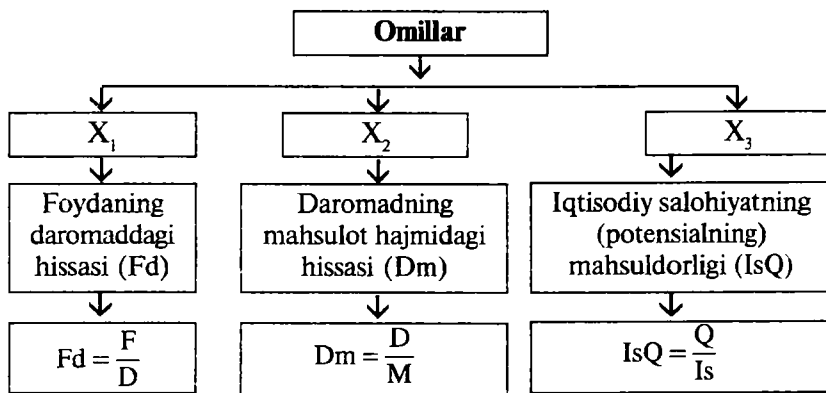 Omillar
X₁
X₂
X₃
Foydaning
daromaddagi
hissasi (Fd)
Daromadning
mahsulot hajmidagi
hissasi (Dm)
Iqtisodiy salohiyatning
(potensialning)
mahsuldorligi (IsQ)
Fd = F/D
Dm = D/M
IsQ = Q/Is